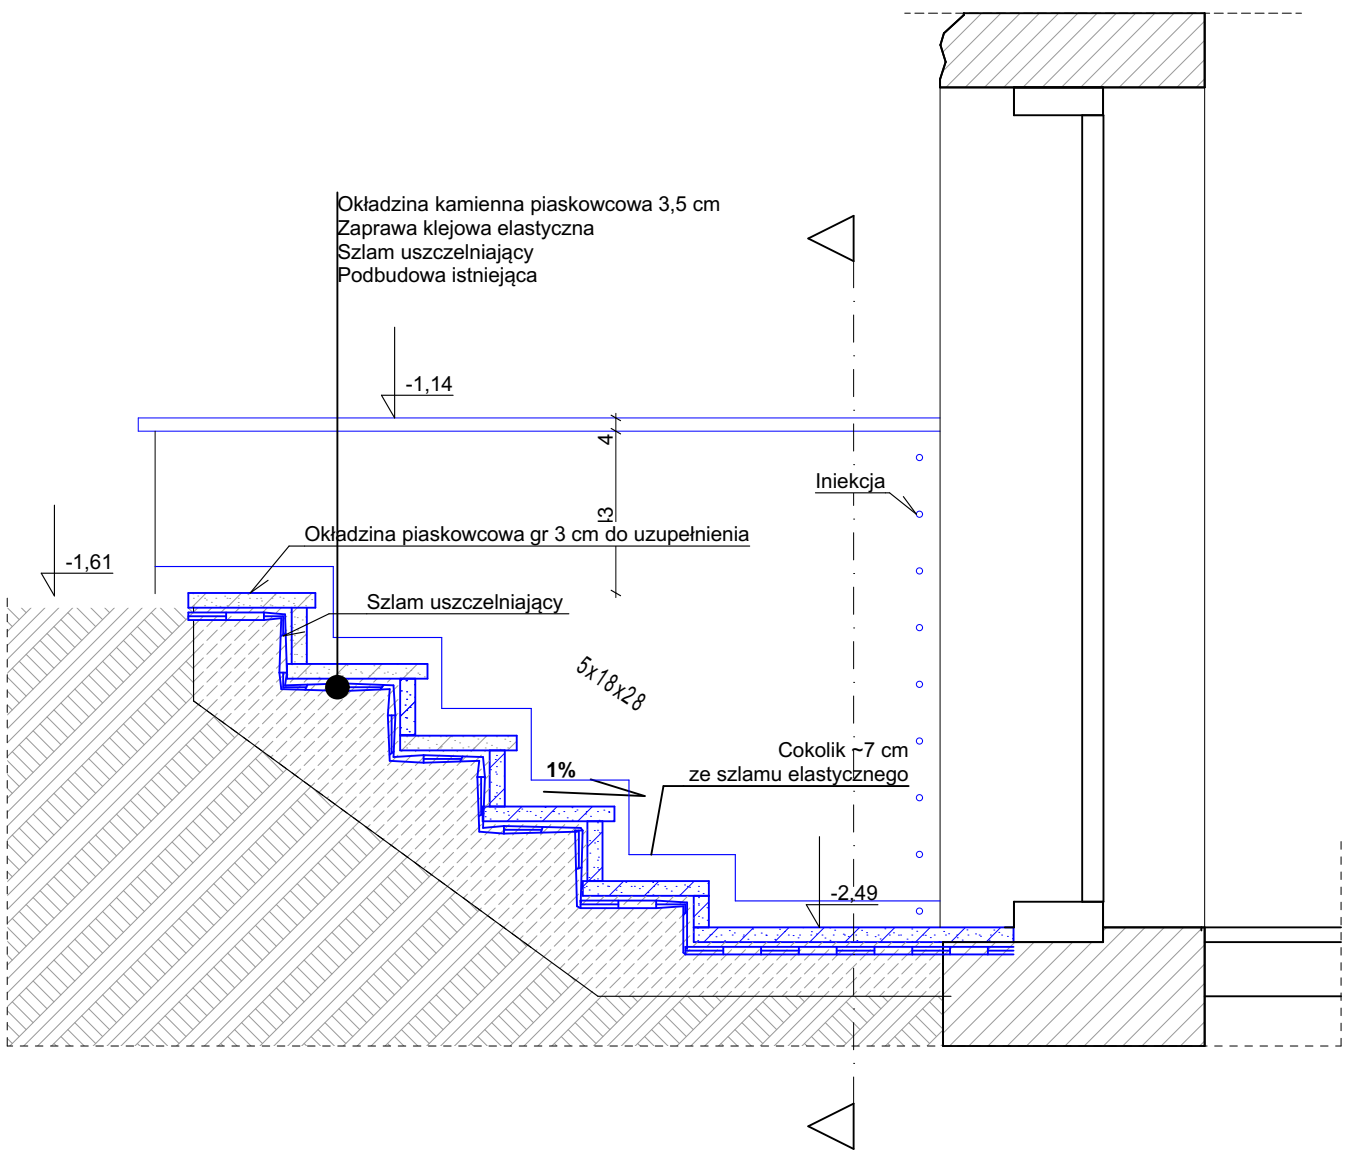 Okładzina kamienna piaskowcowa 3,5 cm
Zaprawa klejowa elastyczna
Szlam uszczelniający
Podbudowa istniejąca
-1,14
4
Iniekcja
Okładzina piaskowcowa gr 3 cm do uzupełnienia
-1,61
Szlam uszczelniający
5x18x28
Cokolik ~7 cm
1%
ze szlamu elastycznego
-2,49